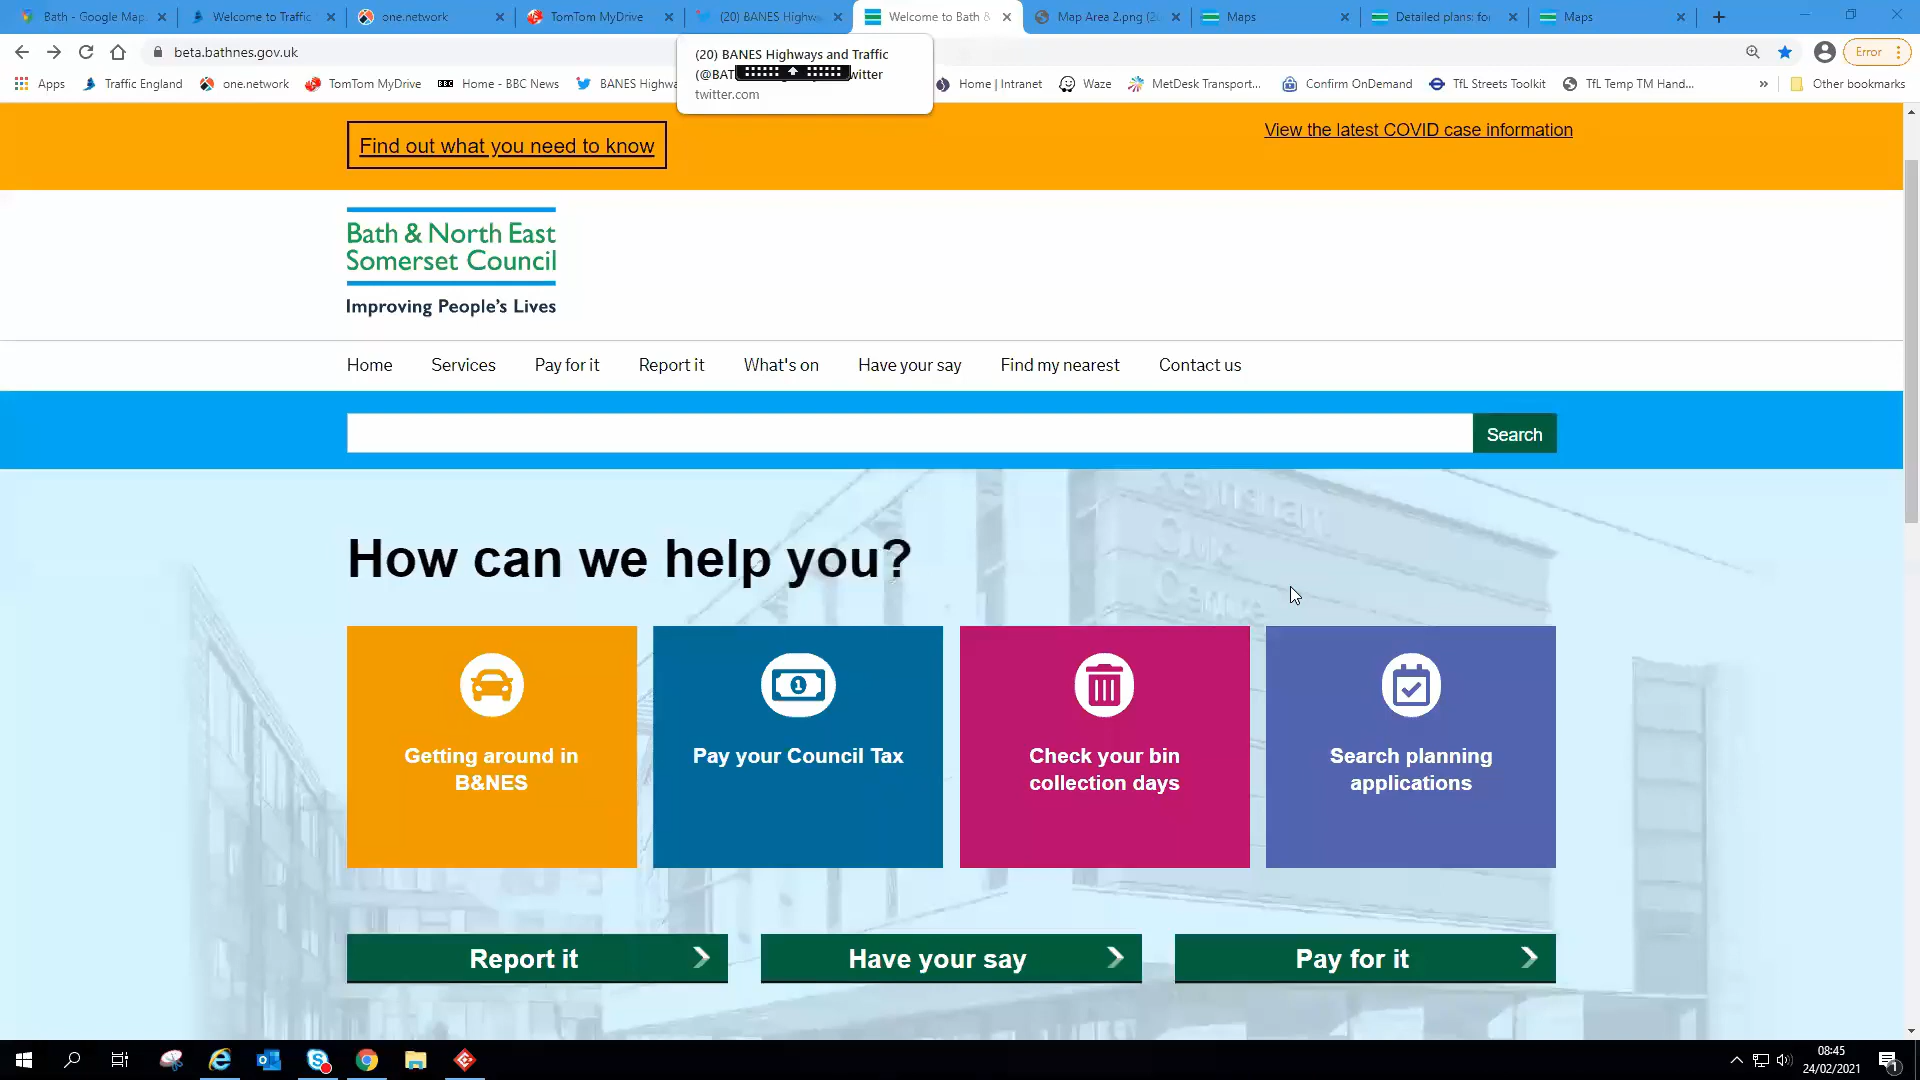 Bath - Google Map
Welcome to Traffic
one.network
TomTom MyDrive
(20) BANES Highw
Welcome to Bath &
Map Area 2.png (2
Maps
Detailed plans: fo
Maps
beta.bathnes.gov.uk
Error
(20) BANES Highways and Traffic
(@BAT
witter
twitter.com
Apps
Traffic England
one.network
TomTom MyDrive
Home - BBC News
BANES Highwa
Home | Intranet
Waze
MetDesk Transport...
Confirm OnDemand
TfL Streets Toolkit
TfL Temp TM Hand...
»
Other bookmarks
Find out what you need to know
View the latest COVID case information
Bath & North East
Somerset Council
Improving People's Lives
Home
Services
Pay for it
Report it
What's on
Have your say
Find my nearest
Contact us
Search
How can we help you?
Getting around in
B&NES
Pay your Council Tax
Check your bin
collection days
Search planning
applications
Report it
Have your say
Pay for it
08:45
24/02/2021